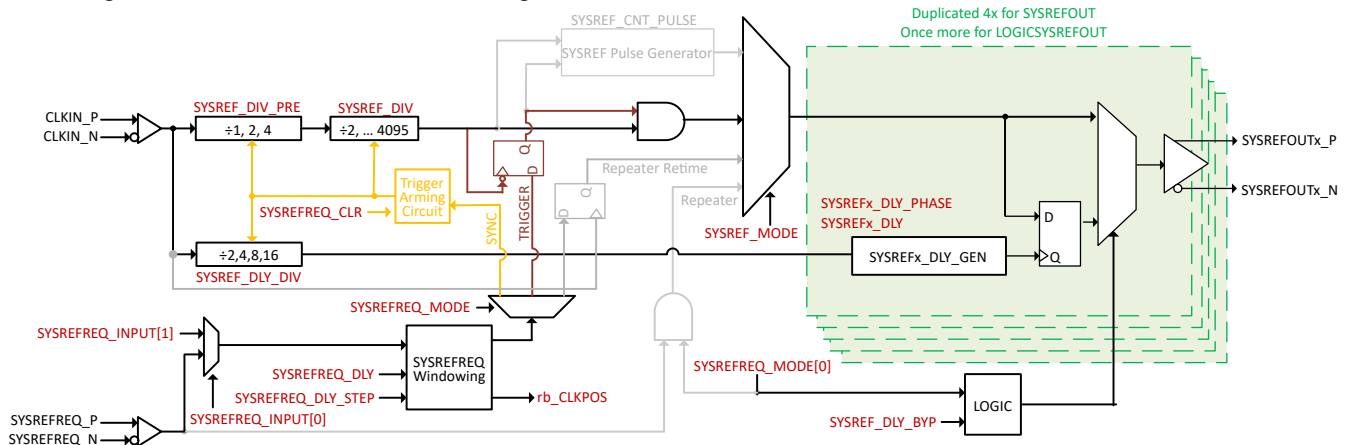 Duplicated 4x for SYSREFOUT
Once more for LOGICSYSREFOUT
SYSREF_CNT_PULSE
SYSREF Pulse Generator
CLKIN_P
CLKIN_N
SYSREF_DIV_PRE
÷1, 2, 4
SYSREF_DIV
÷2, ... 4095
Q
D
Trigger
Arming
Circuit
SYSREFREQ_CLR
SYNC
TRIGGER
Repeater Retime
Q
D
Repeater
SYSREF_MODE
SYSREFx_DLY_PHASE
SYSREFx_DLY
SYSREFx_DLY_GEN
D
Q
SYSREFOUTx_P
SYSREFOUTx_N
÷2,4,8,16
SYSREF_DLY_DIV
SYSREFREQ_MODE
SYSREFREQ_INPUT[1]
SYSREFREQ
Windowing
SYSREFREQ_DLY
SYSREFREQ_DLY_STEP
rb_CLKPOS
SYSREFREQ_INPUT[0]
SYSREFREQ_P
SYSREFREQ_N
SYSREFREQ_MODE[0]
LOGIC
SYSREF_DLY_BYP